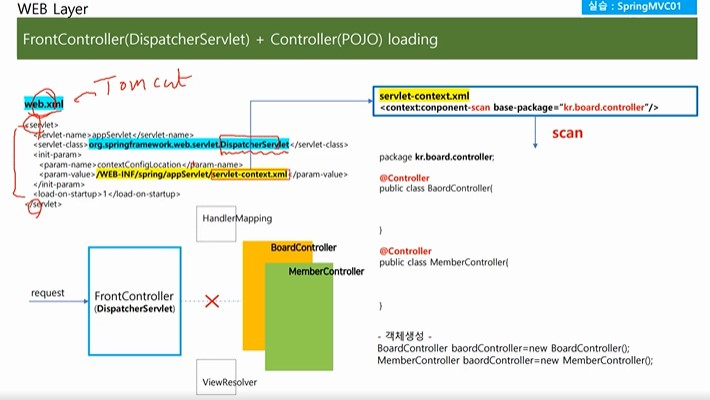 WEB Layer
실습 : SpringMVC01
FrontController(DispatcherServlet) + Controller(POJO) loading
Tomcat
web.xml
<servlet>
<servlet-name>appServlet</servlet-name>
<servlet-class>org.springframework.web.servlet.DispatcherServlet</servlet-class>
<init-param>
<param-name>contextConfigLocation</param-name>
<param-value>/WEB-INF/spring/appServlet/servlet-context.xml</param-value>
</init-param>
<load-on-startup>1</load-on-startup>
</servlet>
servlet-context.xml
<context:conponent-scan base-package="kr.board.controller"/>
scan
package kr.board.controller;
@Controller
public class BaordController{
}
@Controller
public class MemberController{
}
- 객체생성 -
BoardController baordController=new BoardController();
MemberController baordController=new MemberController();
HandlerMapping
BoardController
MemberController
request
FrontController
(DispatcherServlet)
ViewResolver